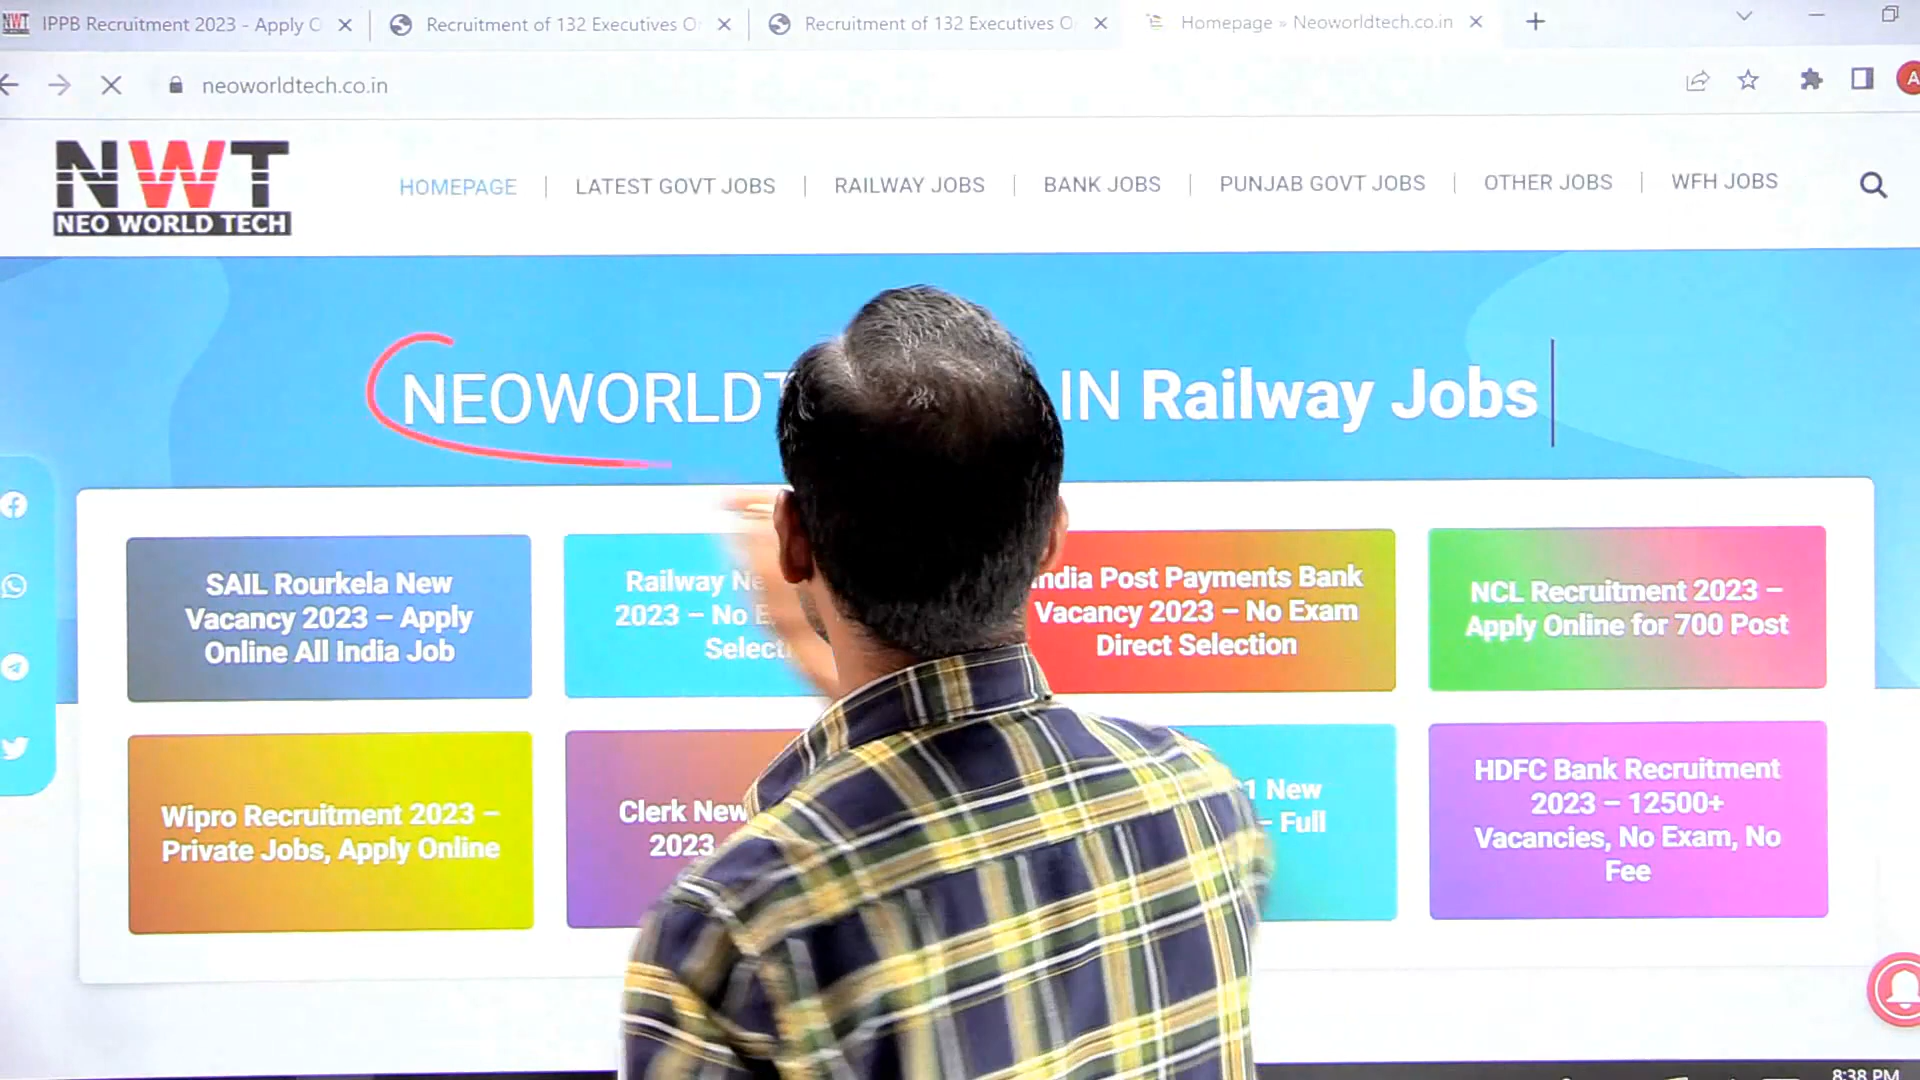 IPPB Recruitment 2023 - Apply
Recruitment of 132 Executives
Recruitment of 132 Executives
Homepage » Neoworldtech.co.in
neoworldtech.co.in
A
NWT
NEO WORLD TECH
HOMEPAGE
LATEST GOVT JOBS
RAILWAY JOBS
BANK JOBS
PUNJAB GOVT JOBS
OTHER JOBS
WFH JOBS
IN Railway Jobs
SAIL Rourkela New
Vacancy 2023 – Apply
Online All India Job
Railway
2023 – No
India Post Payments Bank
Vacancy 2023 – No Exam
Direct Selection
NCL Recruitment 2023 –
Apply Online for 700 Post
Wipro Recruitment 2023 –
Private Jobs, Apply Online
Clerk New
2023
New
– Full
HDFC Bank Recruitment
2023 – 12500+
Vacancies, No Exam, No
Fee
8:38 PM